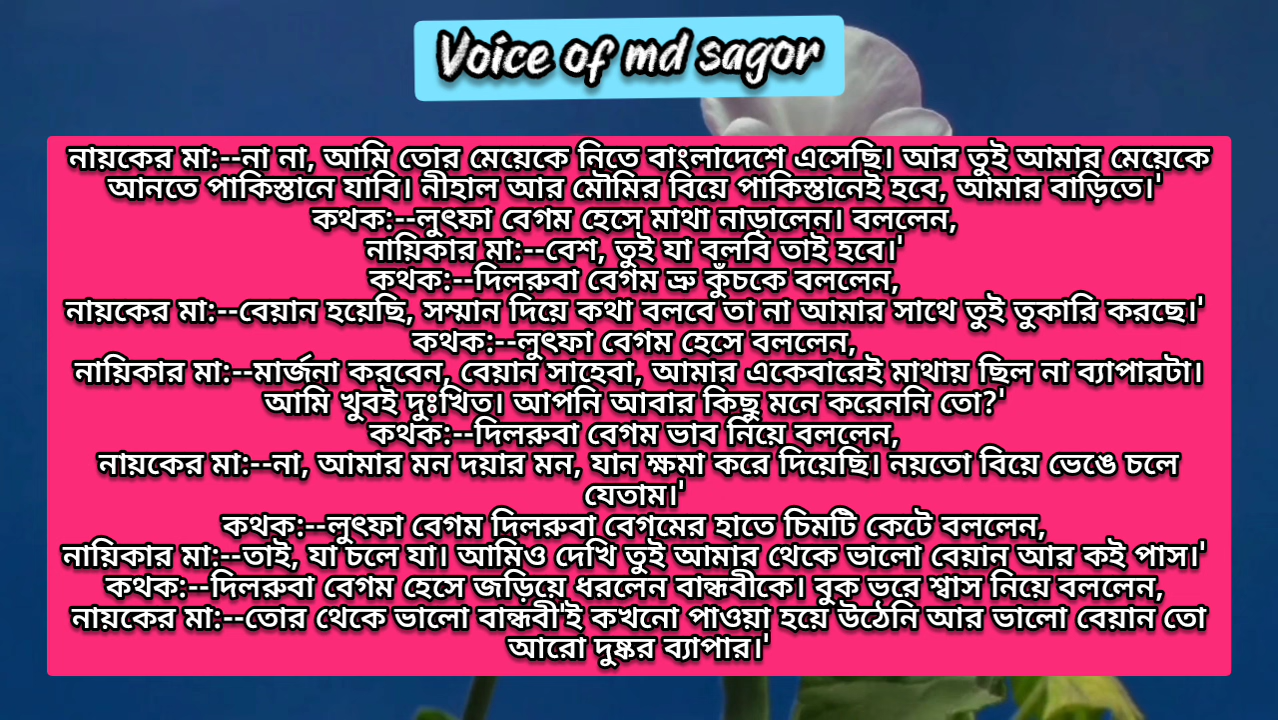 Voice of md sagor
নায়কের মা:--না না, আমি তোর মেয়েকে নিতে বাংলাদেশে এসেছি। আর তুই আমার মেয়েকে
আনতে পাকিস্তানে যাবি। নীহাল আর মৌমির বিয়ে পাকিস্তানেই হবে, আমার বাড়িতে।'
কথক:--লুৎফা বেগম হেসে মাথা নাড়ালেন। বললেন,
নায়িকার মা:--বেশ, তুই যা বলবি তাই হবে।'
কথক:--দিলরুবা বেগম ভ্রু কুঁচকে বললেন,
নায়কের মা:--বেয়ান হয়েছি, সম্মান দিয়ে কথা বলবে তা না আমার সাথে তুই তুকারি করছে।'
কথক:--লুৎফা বেগম হেসে বললেন,
নায়িকার মা:--মার্জনা করবেন, বেয়ান সাহেবা, আমার একেবারেই মাথায় ছিল না ব্যাপারটা।
আমি খুবই দুঃখিত। আপনি আবার কিছু মনে করেননি তো?'
কথক:--দিলরুবা বেগম ভাব নিয়ে বললেন,
নায়কের মা:--না, আমার মন দয়ার মন, যান ক্ষমা করে দিয়েছি। নয়তো বিয়ে ভেঙে চলে
যেতাম।'
কথক:--লুৎফা বেগম দিলরুবা বেগমের হাতে চিমটি কেটে বললেন,
নায়িকার মা:--তাই, যা চলে যা। আমিও দেখি তুই আমার থেকে ভালো বেয়ান আর কই পাস।'
কথক:--দিলরুবা বেগম হেসে জড়িয়ে ধরলেন বান্ধবীকে। বুক ভরে শ্বাস নিয়ে বললেন,
নায়কের মা:--তোর থেকে ভালো বান্ধবী'ই কখনো পাওয়া হয়ে উঠেনি আর ভালো বেয়ান তো
আরো দুষ্কর ব্যাপার।'